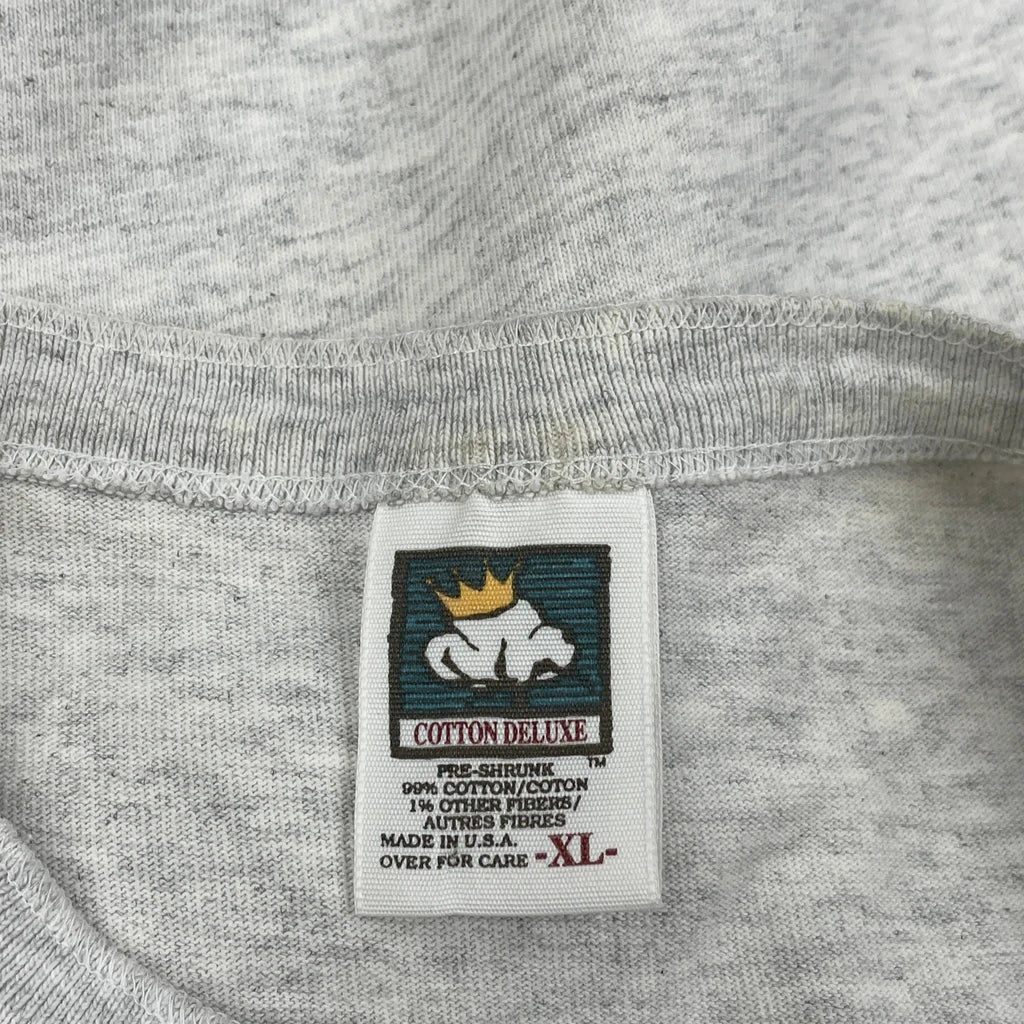 COTTON DELUXE
TM
PRE-SHRUNK
99% COTTON/COTON
1% OTHER FIBERS/
AUTRES FIBRES
MADE IN U.S.A.
OVER FOR CARE -XL-